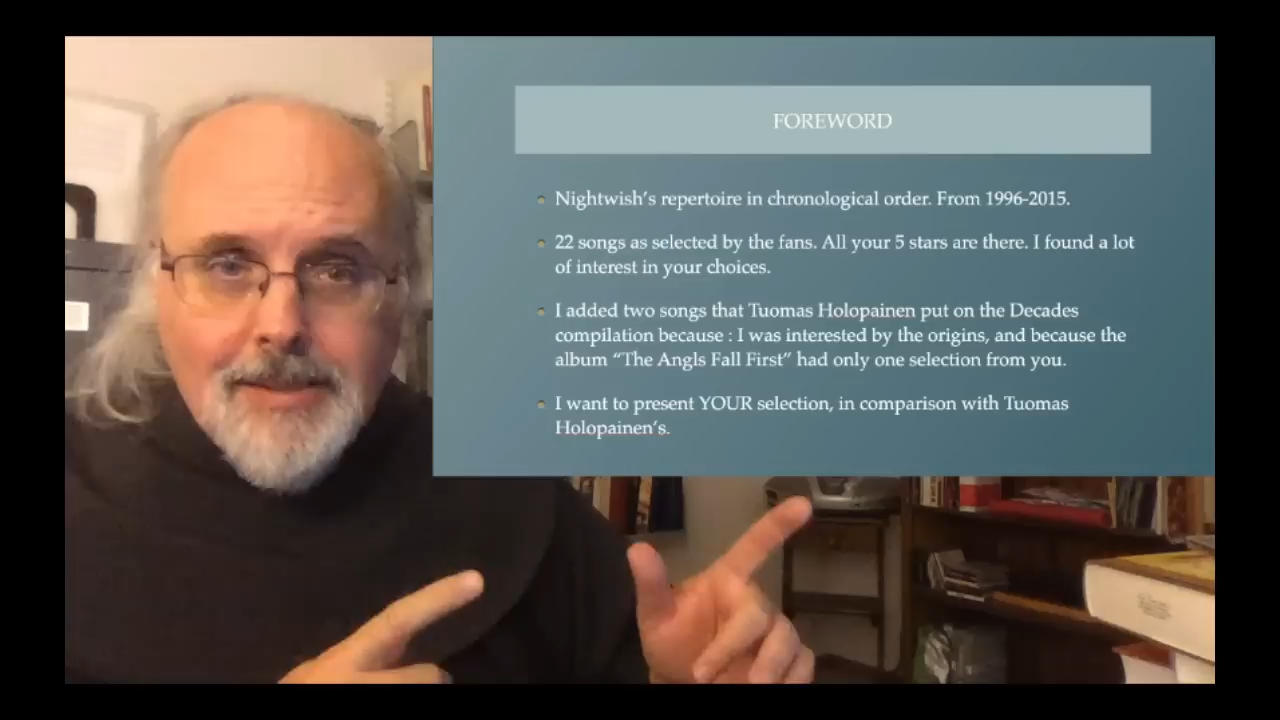 FOREWORD
Nightwish's repertoire in chronological order. From 1996-2015.
22 songs as selected by the fans. All your 5 stars are there. I found a lot
of interest in your choices.
I added two songs that Tuomas Holopainen put on the Decades
compilation because : I was interested by the origins, and because the
album “The Angls Fall First” had only one selection from you.
I want to present YOUR selection, in comparison with Tuomas
Holopainen's.